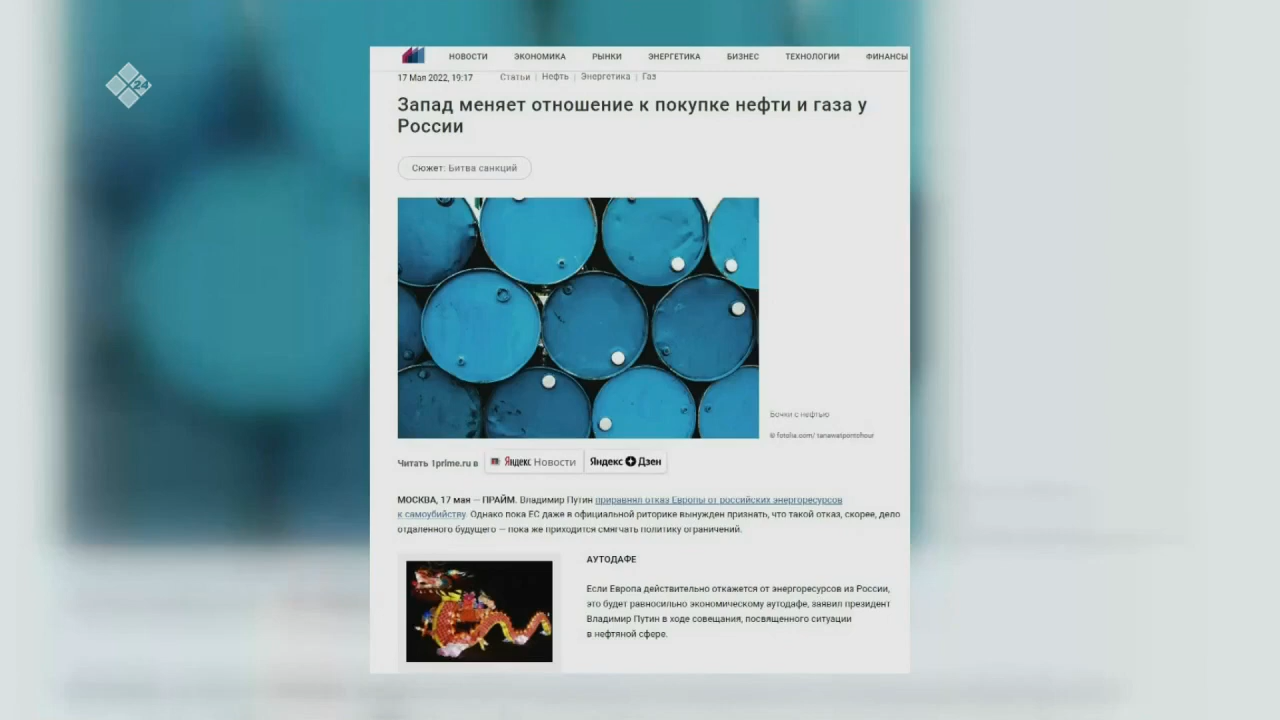 НОВОСТИ ЭКОНОМИКА РЫНКИ ЭНЕРГЕТИКА БИЗНЕС ТЕХНОЛОГИИ ФИНАНСЫ
17 Мая 2022, 19:17 Статьи | Нефть | Энергетика | Газ
Запад меняет отношение к покупке нефти и газа у
России
Сюжет: Битва санкций
Х24
Бочки с нефтью
© fotolia.com/ tanawatpontchour
Читать 1prime.ru в Яндекс Новости Яндекс Дзен
МОСКВА, 17 мая — ПРАЙМ. Владимир Путин приравнял отказ Европы от российских энергоресурсов
к самоубийству. Однако пока ЕС даже в официальной риторике вынужден признать, что такой отказ, скорее, дело
отдаленного будущего — пока же приходится смягчать политику ограничений.
АУТОДАФЕ
Если Европа действительно откажется от энергоресурсов из России,
это будет равносильно экономическому аутодафе, заявил президент
Владимир Путин в ходе совещания, посвященного ситуации
в нефтяной сфере.